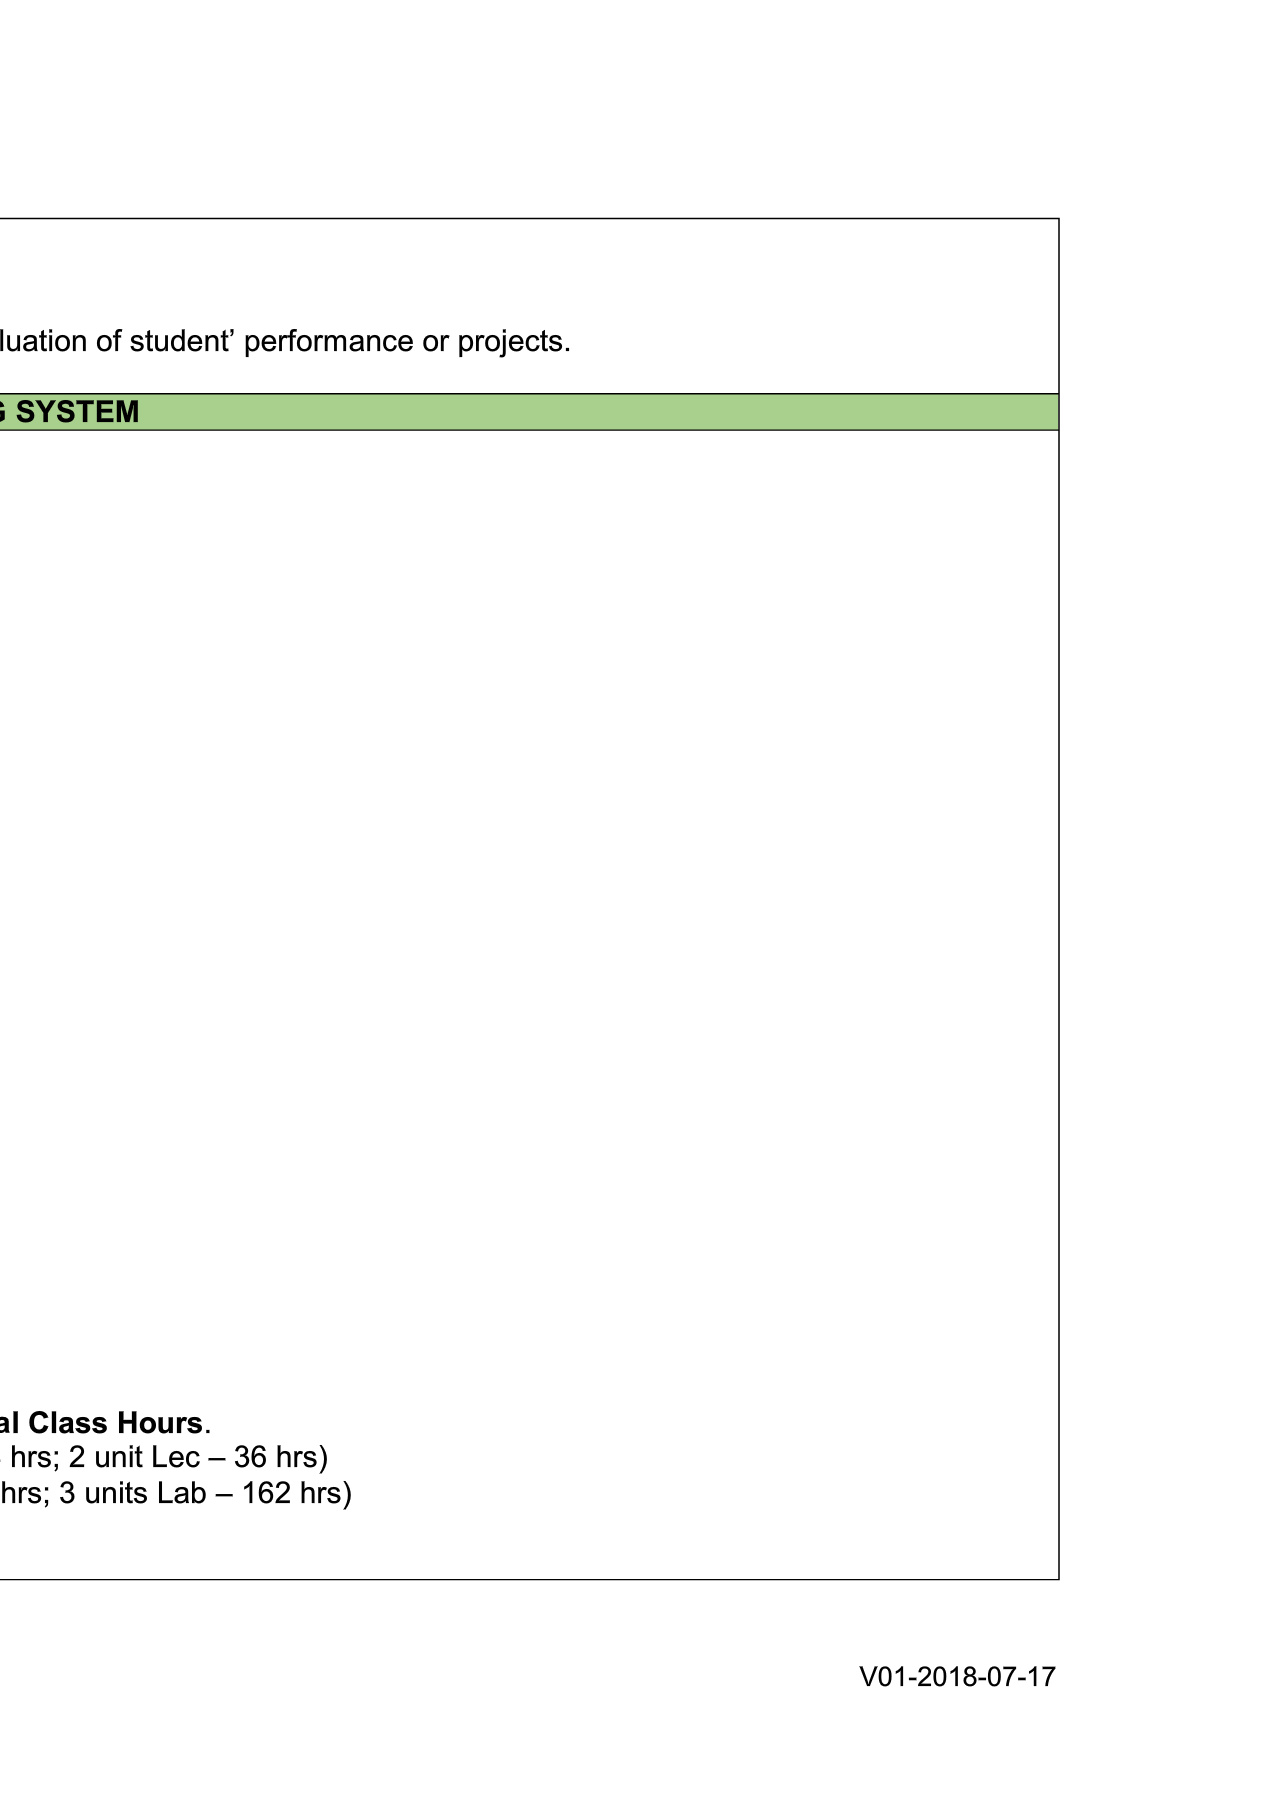 luation of student’ performance or projects.
G SYSTEM
al Class Hours.
hrs; 2 unit Lec – 36 hrs)
hrs; 3 units Lab – 162 hrs)
V01-2018-07-17